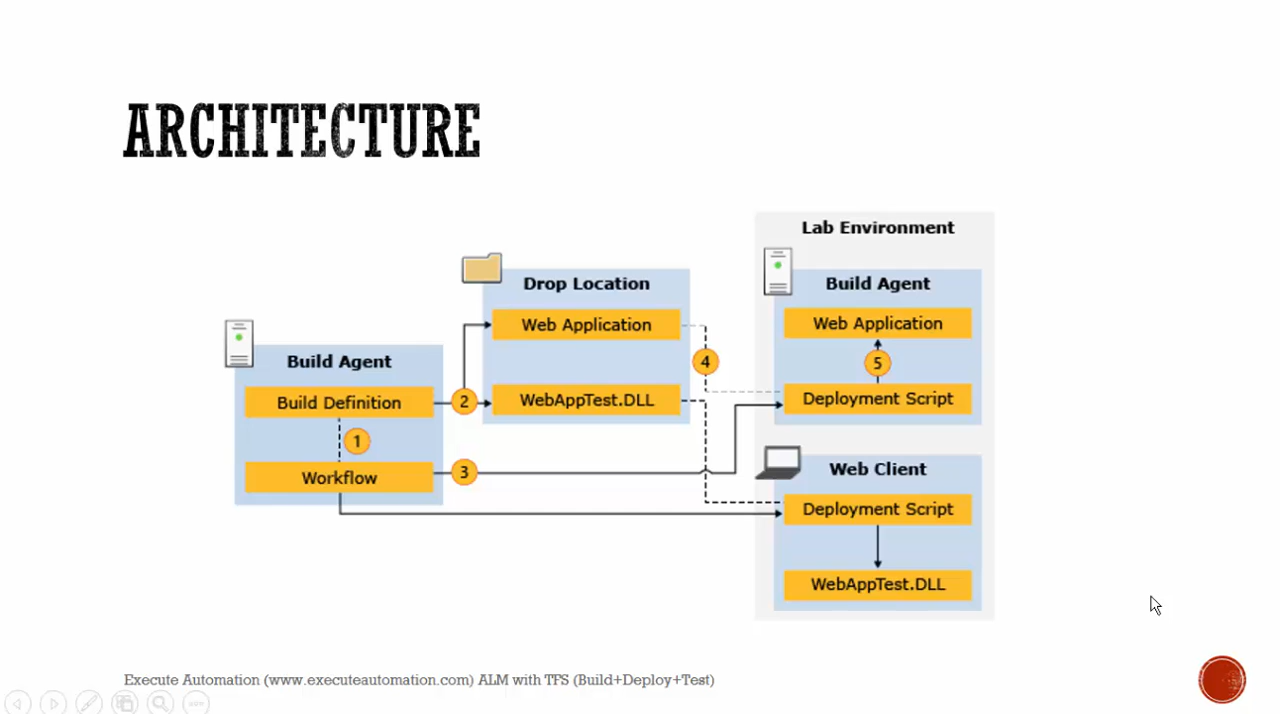 ARCHITECTURE
Lab Environment
Drop Location
Build Agent
Web Application
Web Application
4
5
Build Agent
Build Definition
2
WebAppTest.DLL
Deployment Script
1
Workflow
3
Web Client
Deployment Script
WebAppTest.DLL
Execute Automation (www.executeautomation.com) ALM with TFS (Build+Deploy+Test)